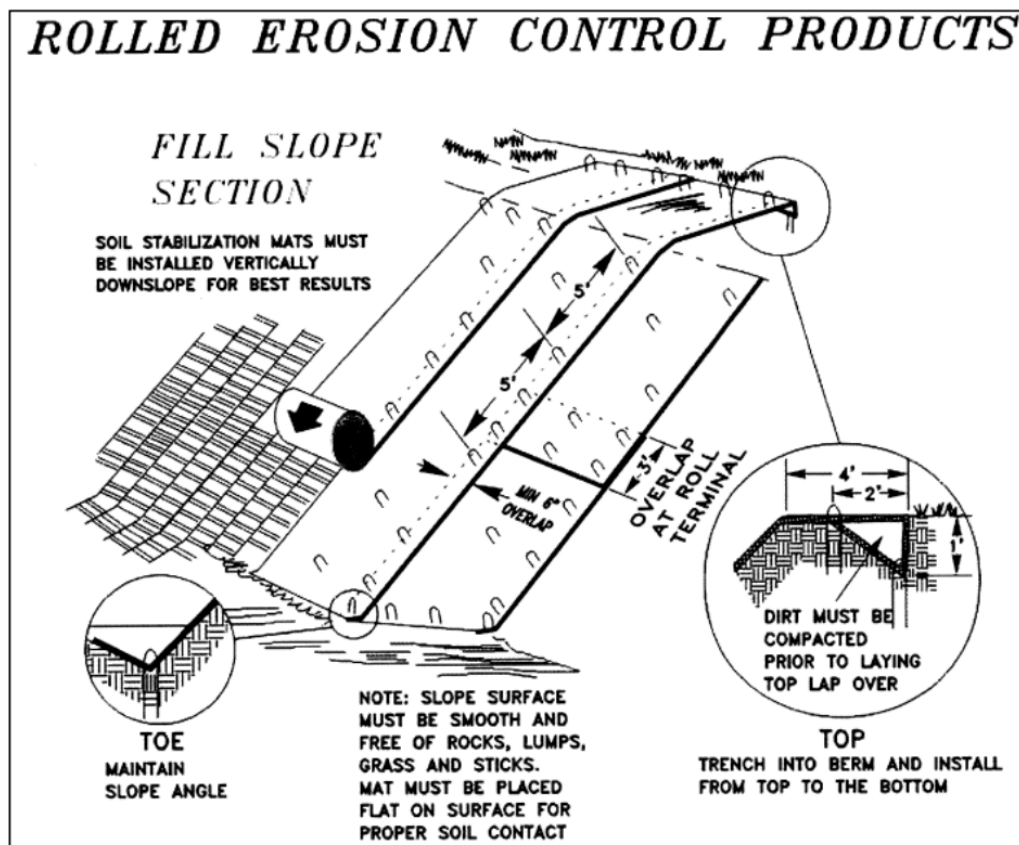 ROLLED EROSION CONTROL PRODUCTS
FILL SLOPE
SECTION
SOIL STABILIZATION MATS MUST
BE INSTALLED VERTICALLY
DOWNSLOPE FOR BEST RESULTS
5'
5'
MIN 6"
OVERLAP
3'
OVERLAP
AT ROLL
TERMINAL
4'
2'
1'
DIRT MUST BE
COMPACTED
PRIOR TO LAYING
TOP LAP OVER
TOE
MAINTAIN
SLOPE ANGLE
NOTE: SLOPE SURFACE
MUST BE SMOOTH AND
FREE OF ROCKS, LUMPS,
GRASS AND STICKS.
MAT MUST BE PLACED
FLAT ON SURFACE FOR
PROPER SOIL CONTACT
TOP
TRENCH INTO BERM AND INSTALL
FROM TOP TO THE BOTTOM